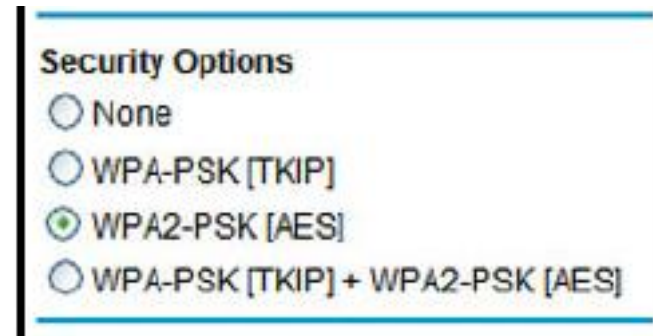 Security Options
None
WPA-PSK [TKIP]
WPA2-PSK [AES]
WPA-PSK [TKIP] + WPA2-PSK [AES]